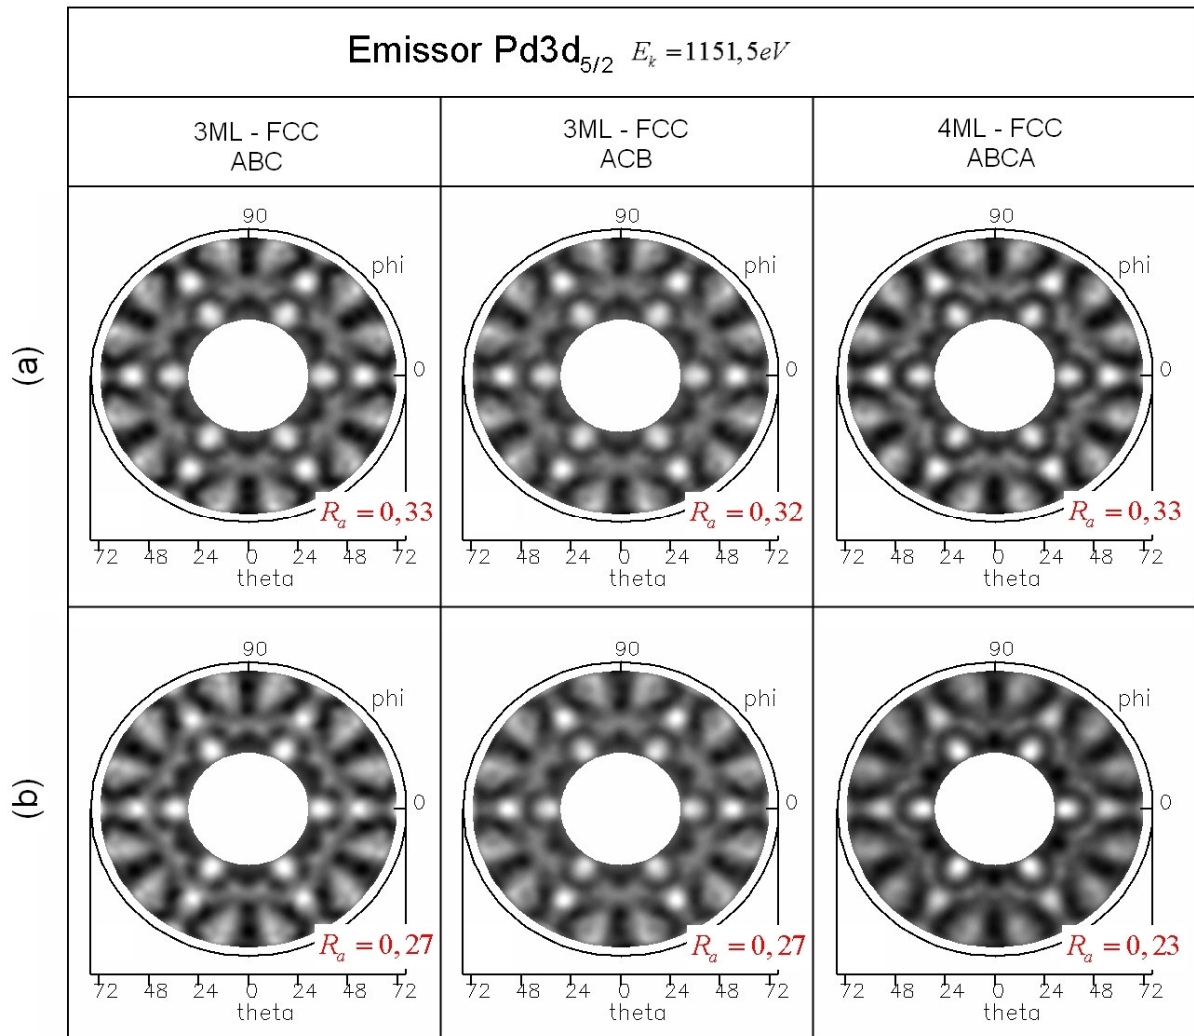 Emissor Pd3d5/2 Ek = 1151,5eV
3ML - FCC
ABC
3ML - FCC
ACB
4ML - FCC
ABCA
(a)
90
phi
0
Ra = 0,33
72 48 24 0 24 48 72
theta
90
phi
0
Ra = 0,32
72 48 24 0 24 48 72
theta
90
phi
0
Ra = 0,33
72 48 24 0 24 48 72
theta
(b)
90
phi
0
Ra = 0,27
72 48 24 0 24 48 72
theta
90
phi
0
Ra = 0,27
72 48 24 0 24 48 72
theta
90
phi
0
Ra = 0,23
72 48 24 0 24 48 72
theta